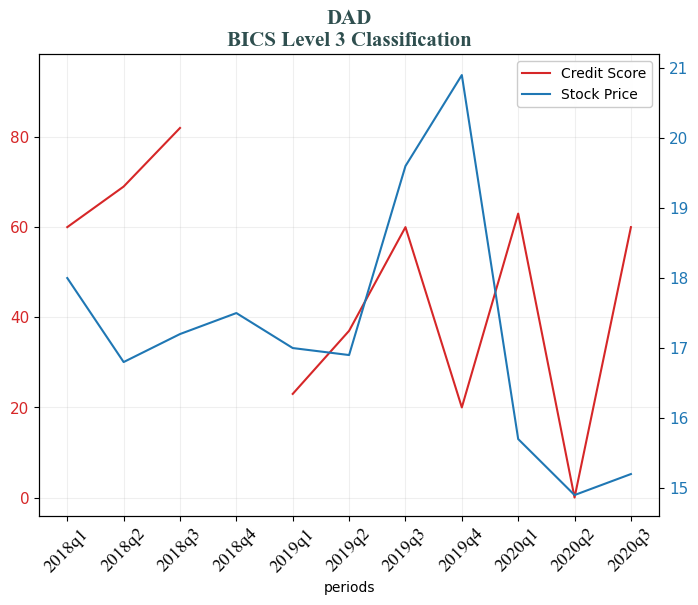 DAD
BICS Level 3 Classification
Credit Score
Stock Price
80
60
40
20
0
21
20
19
18
17
16
15
2018q1
2018q2
2018q3
2018q4
2019q1
2019q2
2019q3
2019q4
2020q1
2020q2
2020q3
periods